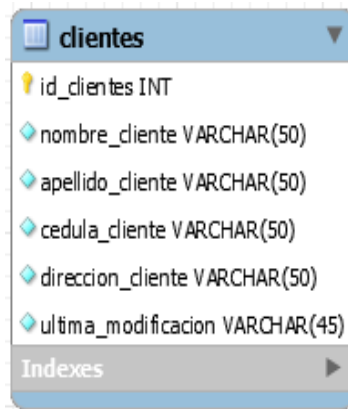 clientes
id_clientes INT
nombre_cliente VARCHAR(50)
apellido_cliente VARCHAR(50)
cedula_cliente VARCHAR(50)
direccion_cliente VARCHAR(50)
ultima_modificacion VARCHAR(45)
Indexes